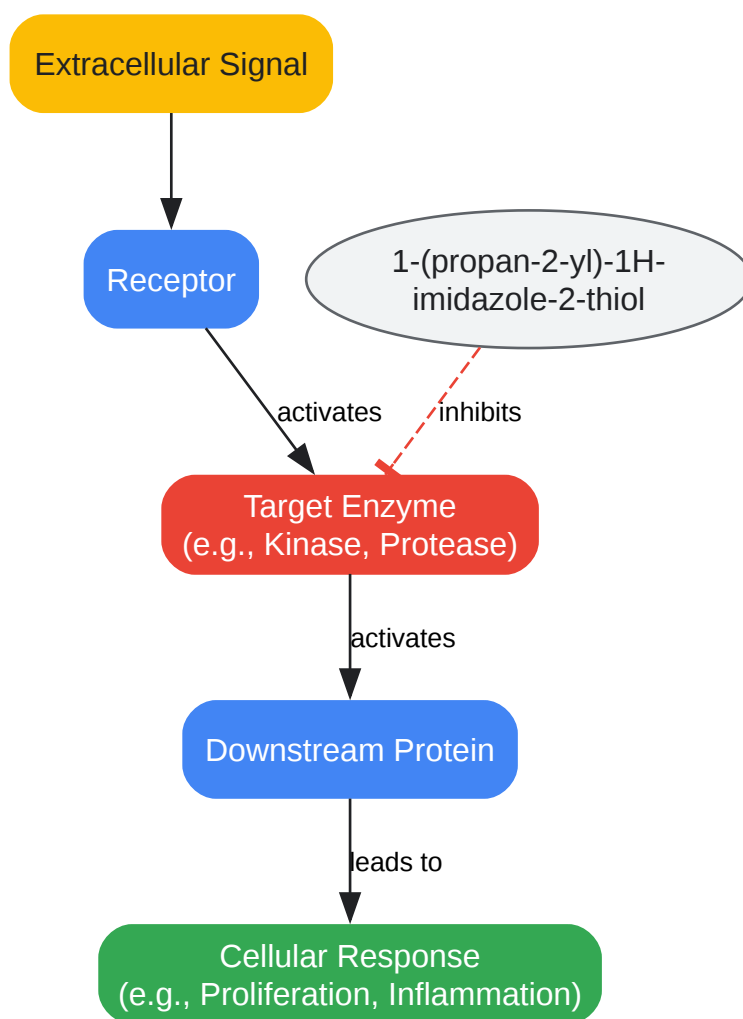 Extracellular Signal
Receptor
1-(propan-2-yl)-1H-
imidazole-2-thiol
activates
inhibits
Target Enzyme
(e.g., Kinase, Protease)
activates
Downstream Protein
leads to
Cellular Response
(e.g., Proliferation, Inflammation)